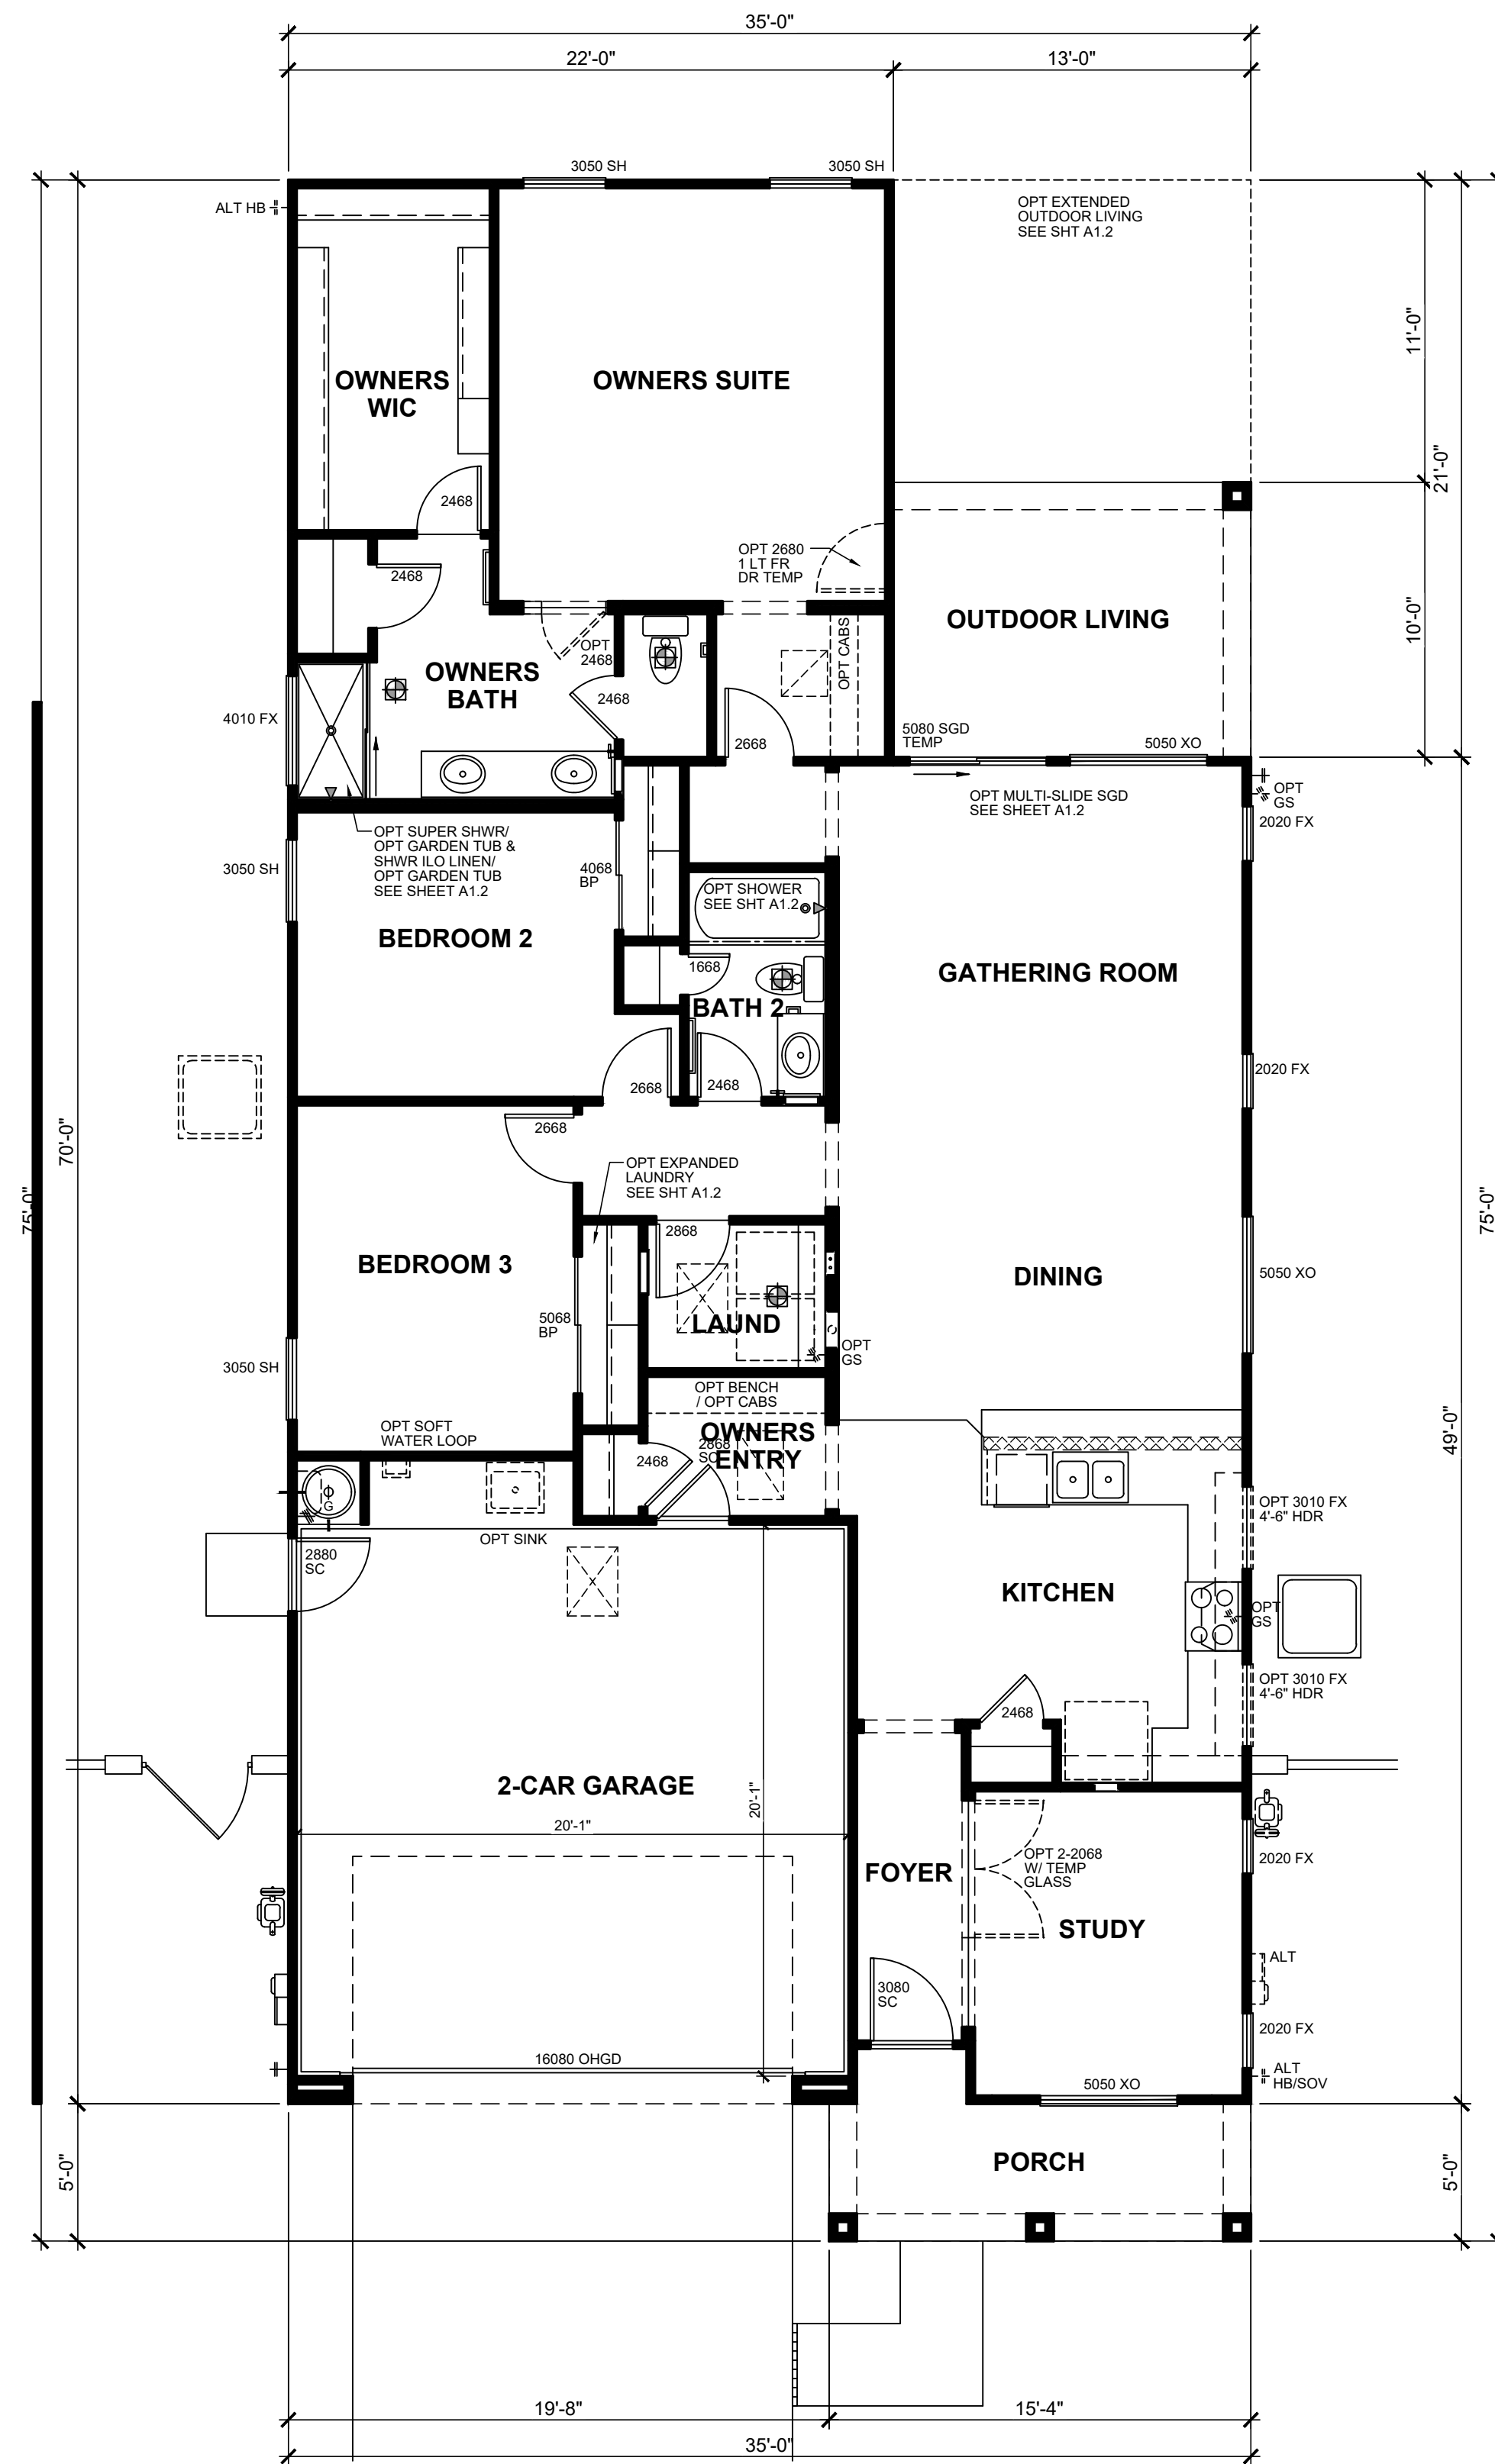 35'-0"
22'-0"
13'-0"
3050 SH
3050 SH
ALT HB
OPT EXTENDED
OUTDOOR LIVING
SEE SHT A1.2
11'-0"
21'-0"
OWNERS
WIC
OWNERS SUITE
2468
OPT 2680
1 LT FR
DR TEMP
2468
OUTDOOR LIVING
10'-0"
OPT
2468
OPT CABS
OWNERS
BATH
2468
4010 FX
2668
5080 SGD
TEMP
5050 XO
OPT MULTI-SLIDE SGD
SEE SHEET A1.2
OPT
GS
2020 FX
OPT SUPER SHWR/
OPT GARDEN TUB &
SHWR ILO LINEN/
OPT GARDEN TUB
SEE SHEET A1.2
3050 SH
4068
BP
OPT SHOWER
SEE SHT A1.2
BEDROOM 2
1668
GATHERING ROOM
BATH 2
2668
2468
2020 FX
70'-0"
75'-0"
75'-0"
2668
OPT EXPANDED
LAUNDRY
SEE SHT A1.2
2868
BEDROOM 3
DINING
5050 XO
5068
BP
LAUND
OPT
GS
3050 SH
OPT BENCH
/ OPT CABS
OPT SOFT
WATER LOOP
OWNERS
ENTRY
2868
SC
2468
49'-0"
G
OPT SINK
OPT 3010 FX
4'-6" HDR
2880
SC
KITCHEN
OPT
GS
OPT 3010 FX
4'-6" HDR
2468
2-CAR GARAGE
20'-1"
20'-1"
FOYER
OPT 2-2068
W/ TEMP
GLASS
2020 FX
STUDY
ALT
3080
SC
2020 FX
16080 OHGD
5050 XO
ALT
HB/SOV
PORCH
5'-0"
5'-0"
19'-8"
15'-4"
35'-0"